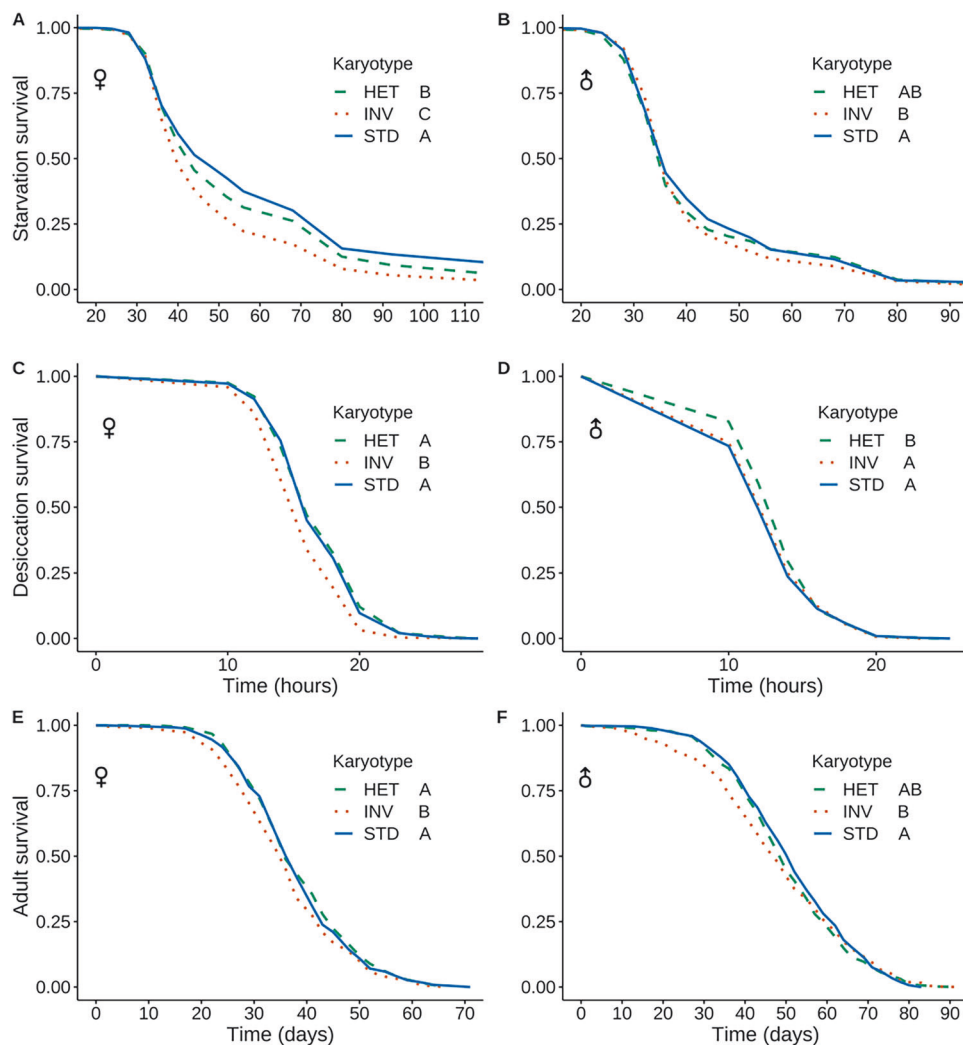 A
1.00
0.75
0.50
0.25
0.00
Starvation survival
♀
Karyotype
HET B
INV C
STD A
20 30 40 50 60 70 80 90 100 110
B
1.00
0.75
0.50
0.25
0.00
♂
Karyotype
HET AB
INV B
STD A
20 30 40 50 60 70 80 90
C
1.00
0.75
0.50
0.25
0.00
Desiccation survival
♀
Karyotype
HET A
INV B
STD A
0 10 20
Time (hours)
D
1.00
0.75
0.50
0.25
0.00
♂
Karyotype
HET B
INV A
STD A
0 10 20
Time (hours)
E
1.00
0.75
0.50
0.25
0.00
Adult survival
♀
Karyotype
HET A
INV B
STD A
0 10 20 30 40 50 60 70
Time (days)
F
1.00
0.75
0.50
0.25
0.00
♂
Karyotype
HET AB
INV B
STD A
0 10 20 30 40 50 60 70 80 90
Time (days)